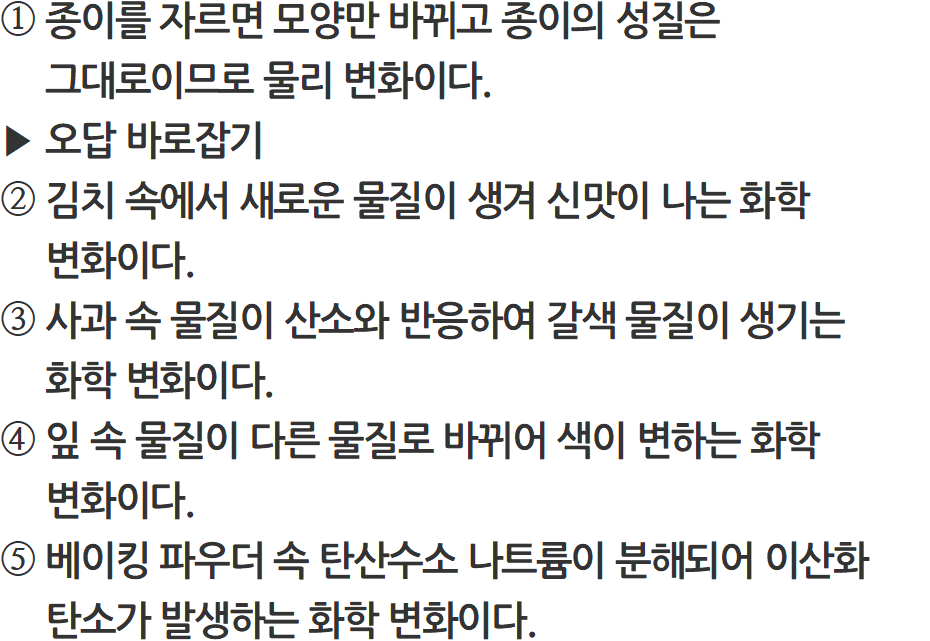 ① 종이를 자르면 모양만 바뀌고 종이의 성질은
그대로이므로 물리 변화이다.
▶ 오답 바로잡기
② 김치 속에서 새로운 물질이 생겨 신맛이 나는 화학
변화이다.
③ 사과 속 물질이 산소와 반응하여 갈색 물질이 생기는
화학 변화이다.
④ 잎 속 물질이 다른 물질로 바뀌어 색이 변하는 화학
변화이다.
⑤ 베이킹 파우더 속 탄산수소 나트륨이 분해되어 이산화
탄소가 발생하는 화학 변화이다.